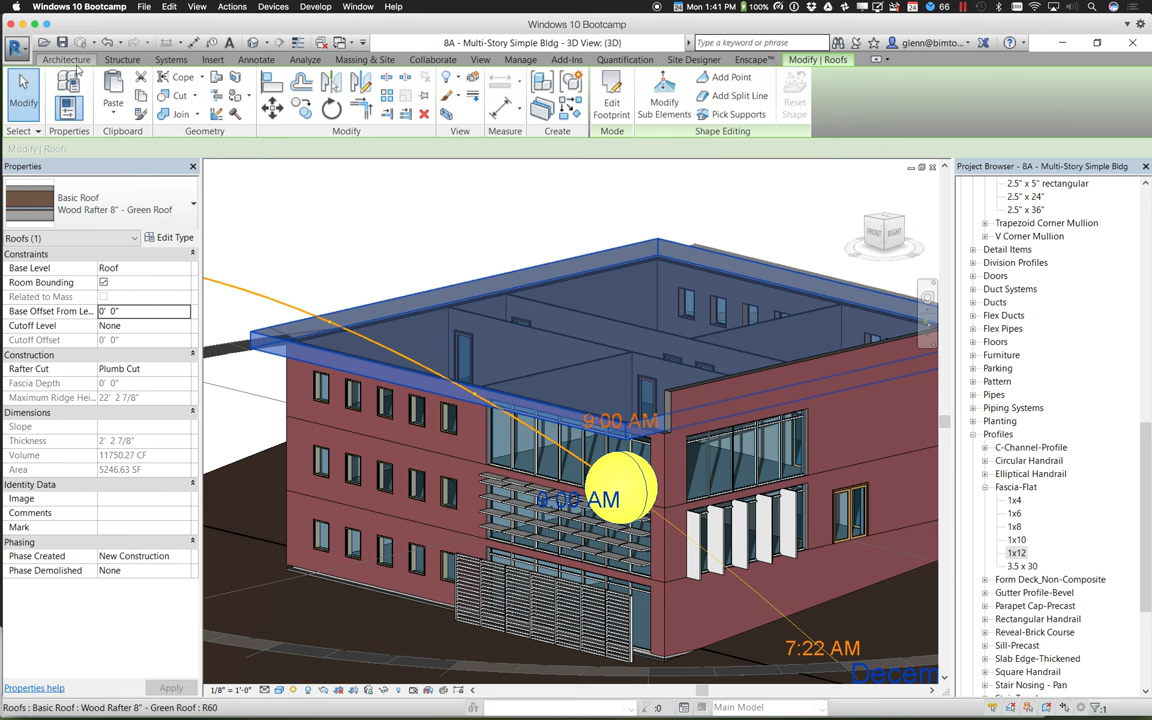 Windows 10 Bootcamp File Edit View Actions Devices Develop Window Help
24 Mon 1:41 PM 100% 24 66
Windows 10 Bootcamp
8A - Multi-Story Simple Bldg - 3D View: {3D} Type a keyword or phrase glenn@bimto...
Architecture Structure Systems Insert Annotate Analyze Massing & Site Collaborate View Manage Add-Ins Quantification Site Designer Enscape™ Modify | Roofs
Modify Paste Cope Cut Join Edit Footprint Modify Sub Elements Add Point Add Split Line Pick Supports Reset Shape
Select Properties Clipboard Geometry Modify View Measure Create Mode Shape Editing
Modify | Roofs
Properties
Basic Roof
Wood Rafter 8" - Green Roof
Roofs (1) Edit Type
Constraints
Base Level Roof
Room Bounding
Related to Mass
Base Offset From Le... 0' 0"
Cutoff Level None
Cutoff Offset 0' 0"
Construction
Rafter Cut Plumb Cut
Fascia Depth 0' 0"
Maximum Ridge Hei... 22' 2 7/8"
Dimensions
Slope
Thickness 2' 2 7/8"
Volume 11750.27 CF
Area 5246.63 SF
Identity Data
Image
Comments
Mark
Phasing
Phase Created New Construction
Phase Demolished None
Properties help Apply
FRONT RIGHT
9:00 AM
9:00 AM
7:22 AM
Decem
1/8" = 1'-0"
Project Browser - 8A - Multi-Story Simple Bldg
2.5" x 5" rectangular
2.5" x 24"
2.5" x 36"
Trapezoid Corner Mullion
V Corner Mullion
Detail Items
Division Profiles
Doors
Duct Systems
Ducts
Flex Ducts
Flex Pipes
Floors
Furniture
Parking
Pattern
Pipes
Piping Systems
Planting
Profiles
C-Channel-Profile
Circular Handrail
Elliptical Handrail
Fascia-Flat
1x4
1x6
1x8
1x10
1x12
3.5 x 30
Form Deck_Non-Composite
Gutter Profile-Bevel
Parapet Cap-Precast
Rectangular Handrail
Reveal-Brick Course
Sill-Precast
Slab Edge-Thickened
Square Handrail
Stair Nosing - Pan
Roofs : Basic Roof : Wood Rafter 8" - Green Roof : R60 :0 Main Model :1